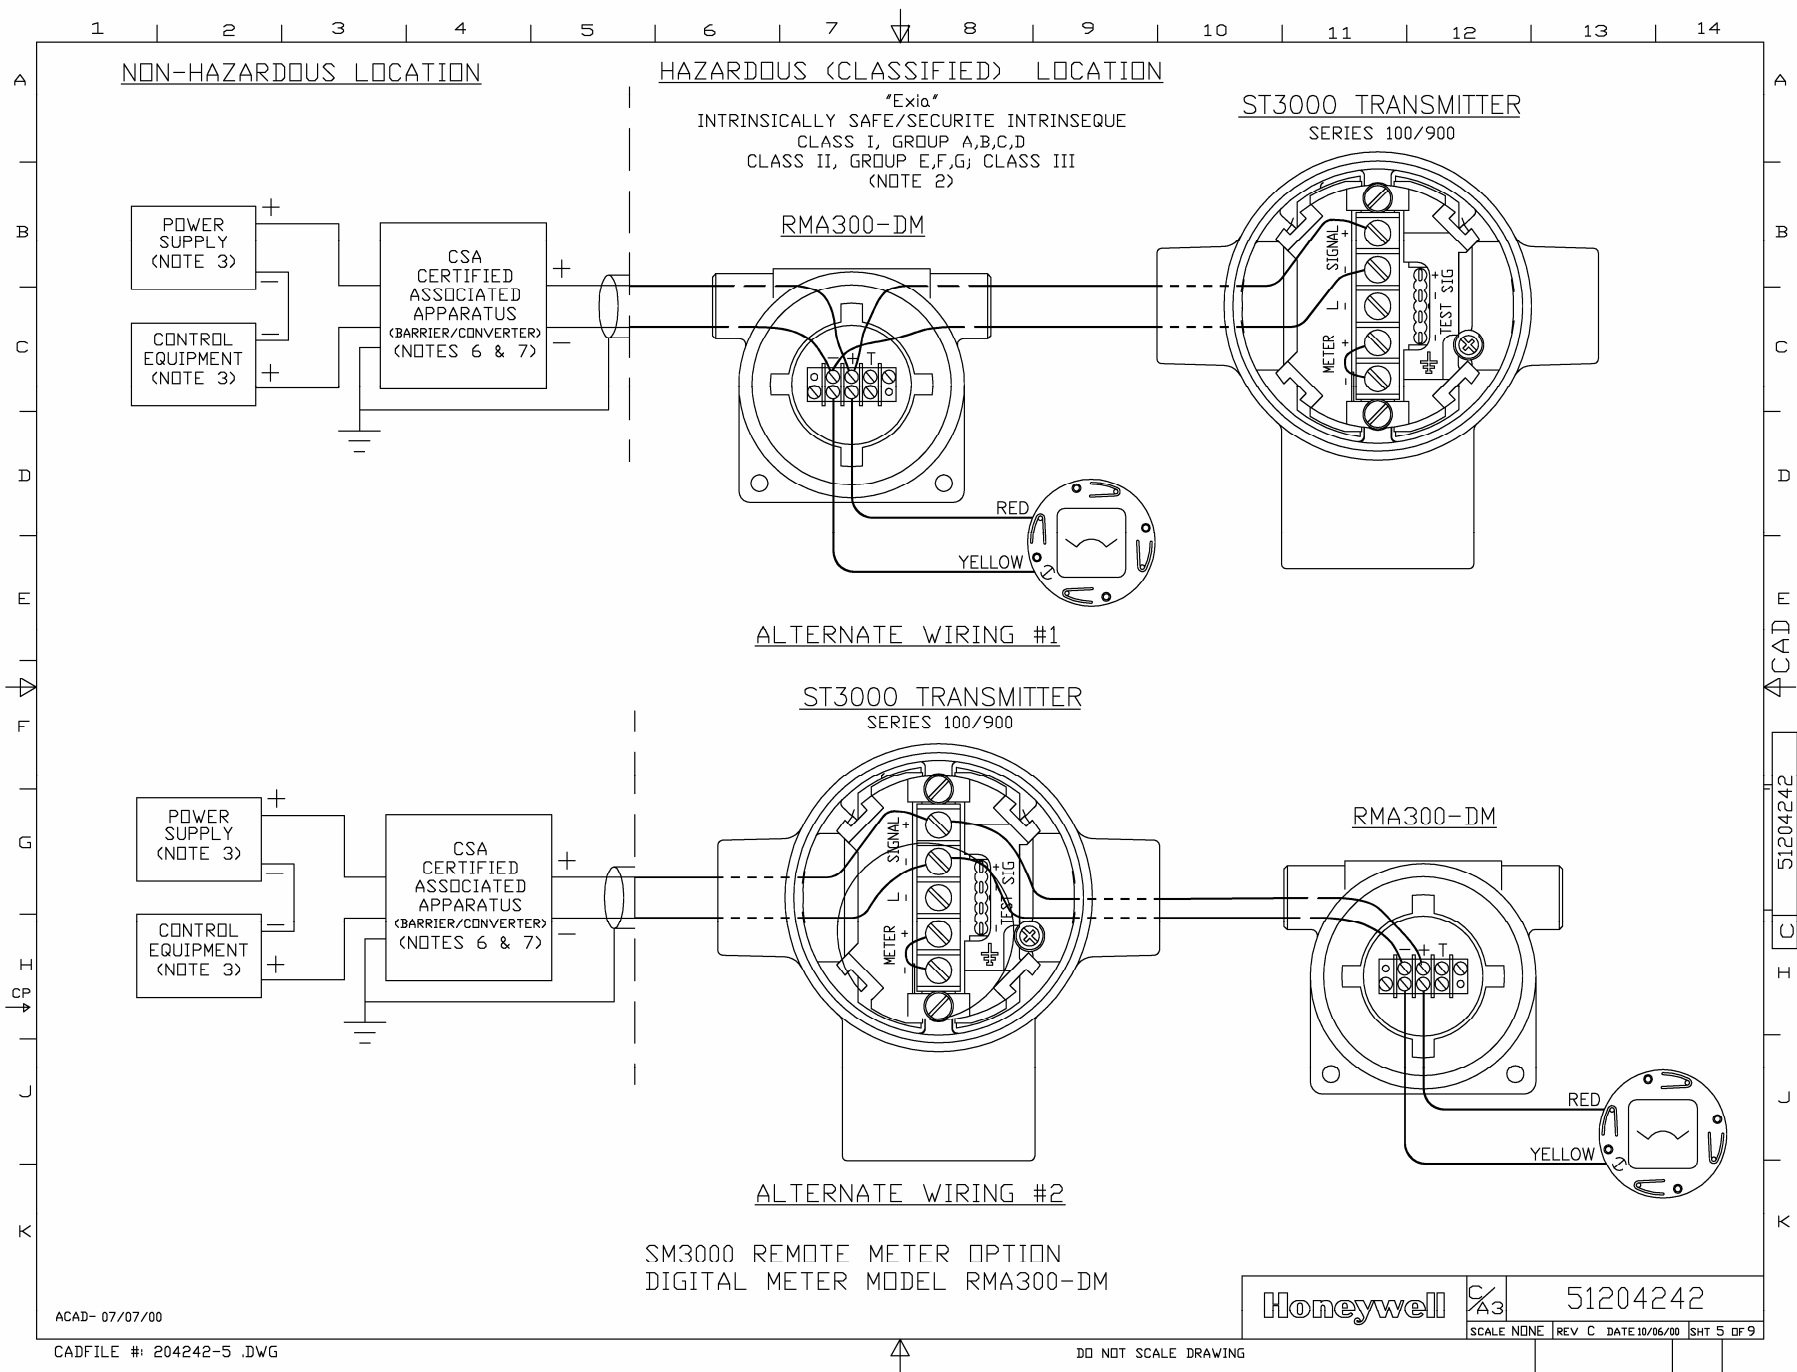 1 2 3 4 5 6 7 8 9 10 11 12 13 14
A
NON-HAZARDOUS LOCATION
HAZARDOUS (CLASSIFIED) LOCATION
A
"Exia"
INTRINSICALLY SAFE/SECURITE INTRINSEQUE
CLASS I, GROUP A,B,C,D
CLASS II, GROUP E,F,G; CLASS III
(NOTE 2)
ST3000 TRANSMITTER
SERIES 100/900
RMA300-DM
B
B
POWER
SUPPLY
(NOTE 3)
+
-
CONTROL
EQUIPMENT
(NOTE 3)
-
+
CSA
CERTIFIED
ASSOCIATED
APPARATUS
(BARRIER/CONVERTER)
(NOTES 6 & 7)
+
-
- + T
SIGNAL
+
-
L
METER
+
-
TEST SIG
- +
C
C
D
D
RED
YELLOW
E
E
ALTERNATE WIRING #1
CAD
ST3000 TRANSMITTER
SERIES 100/900
F
POWER
SUPPLY
(NOTE 3)
+
-
CONTROL
EQUIPMENT
(NOTE 3)
-
+
CSA
CERTIFIED
ASSOCIATED
APPARATUS
(BARRIER/CONVERTER)
(NOTES 6 & 7)
+
-
SIGNAL
+
-
L
METER
+
-
TEST SIG
- +
RMA300-DM
- + T
G
51204242
C
H
H
CP
J
J
RED
YELLOW
ALTERNATE WIRING #2
K
K
SM3000 REMOTE METER OPTION
DIGITAL METER MODEL RMA300-DM
Honeywell
C/A3
51204242
SCALE NONE REV C DATE 10/06/00 SHT 5 OF 9
ACAD- 07/07/00
CADFILE #: 204242-5 .DWG
DO NOT SCALE DRAWING